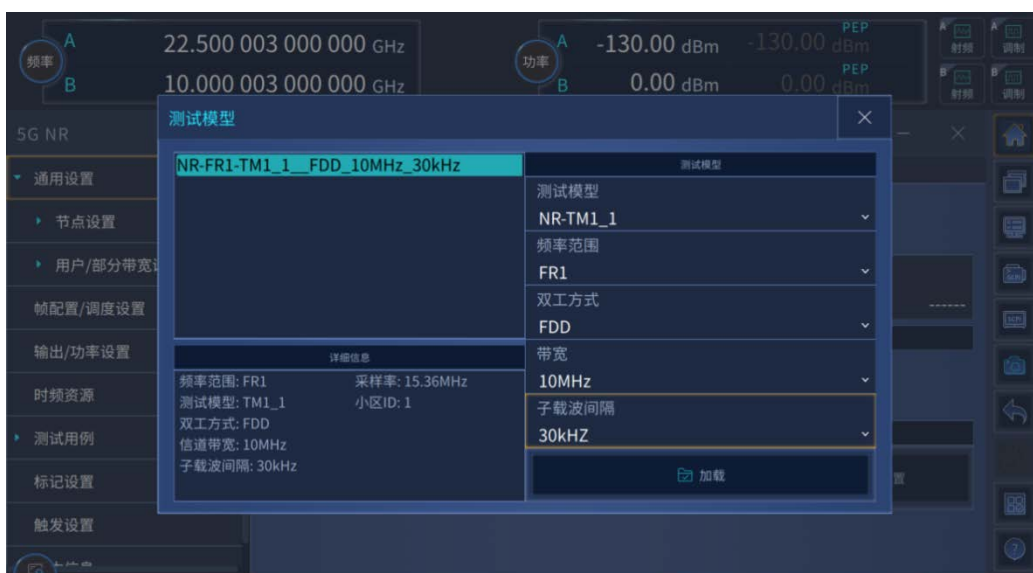 频率
A 22.500 003 000 000 GHz
B 10.000 003 000 000 GHz
功率
A -130.00 dBm -130.00 dBm PEP
B 0.00 dBm 0.00 dBm PEP
A 射频
A 调制
B 射频
B 调制
5G NR
测试模型
通用设置
节点设置
用户/部分带宽
帧配置/调度设置
输出/功率设置
时频资源
测试用例
标记设置
触发设置
NR-FR1-TM1_1__FDD_10MHz_30kHz
详细信息
频率范围: FR1 采样率: 15.36MHz
测试模型: TM1_1 小区ID: 1
双工方式: FDD
信道带宽: 10MHz
子载波间隔: 30kHz
测试模型
测试模型
NR-TM1_1
频率范围
FR1
双工方式
FDD
带宽
10MHz
子载波间隔
30kHZ
加载
------
置
SCPI